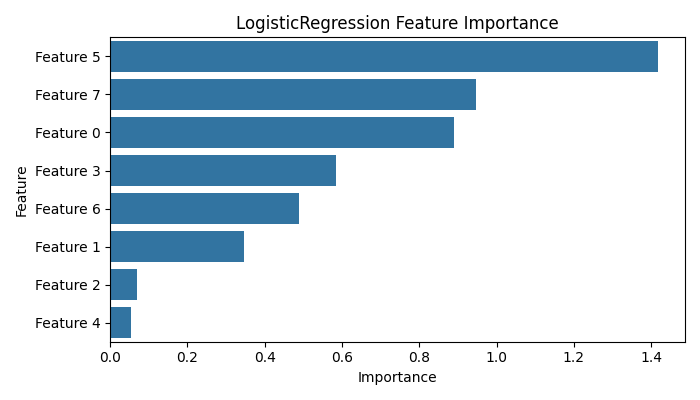 LogisticRegression Feature Importance
Feature
Feature 5
Feature 7
Feature 0
Feature 3
Feature 6
Feature 1
Feature 2
Feature 4
0.0 0.2 0.4 0.6 0.8 1.0 1.2 1.4
Importance